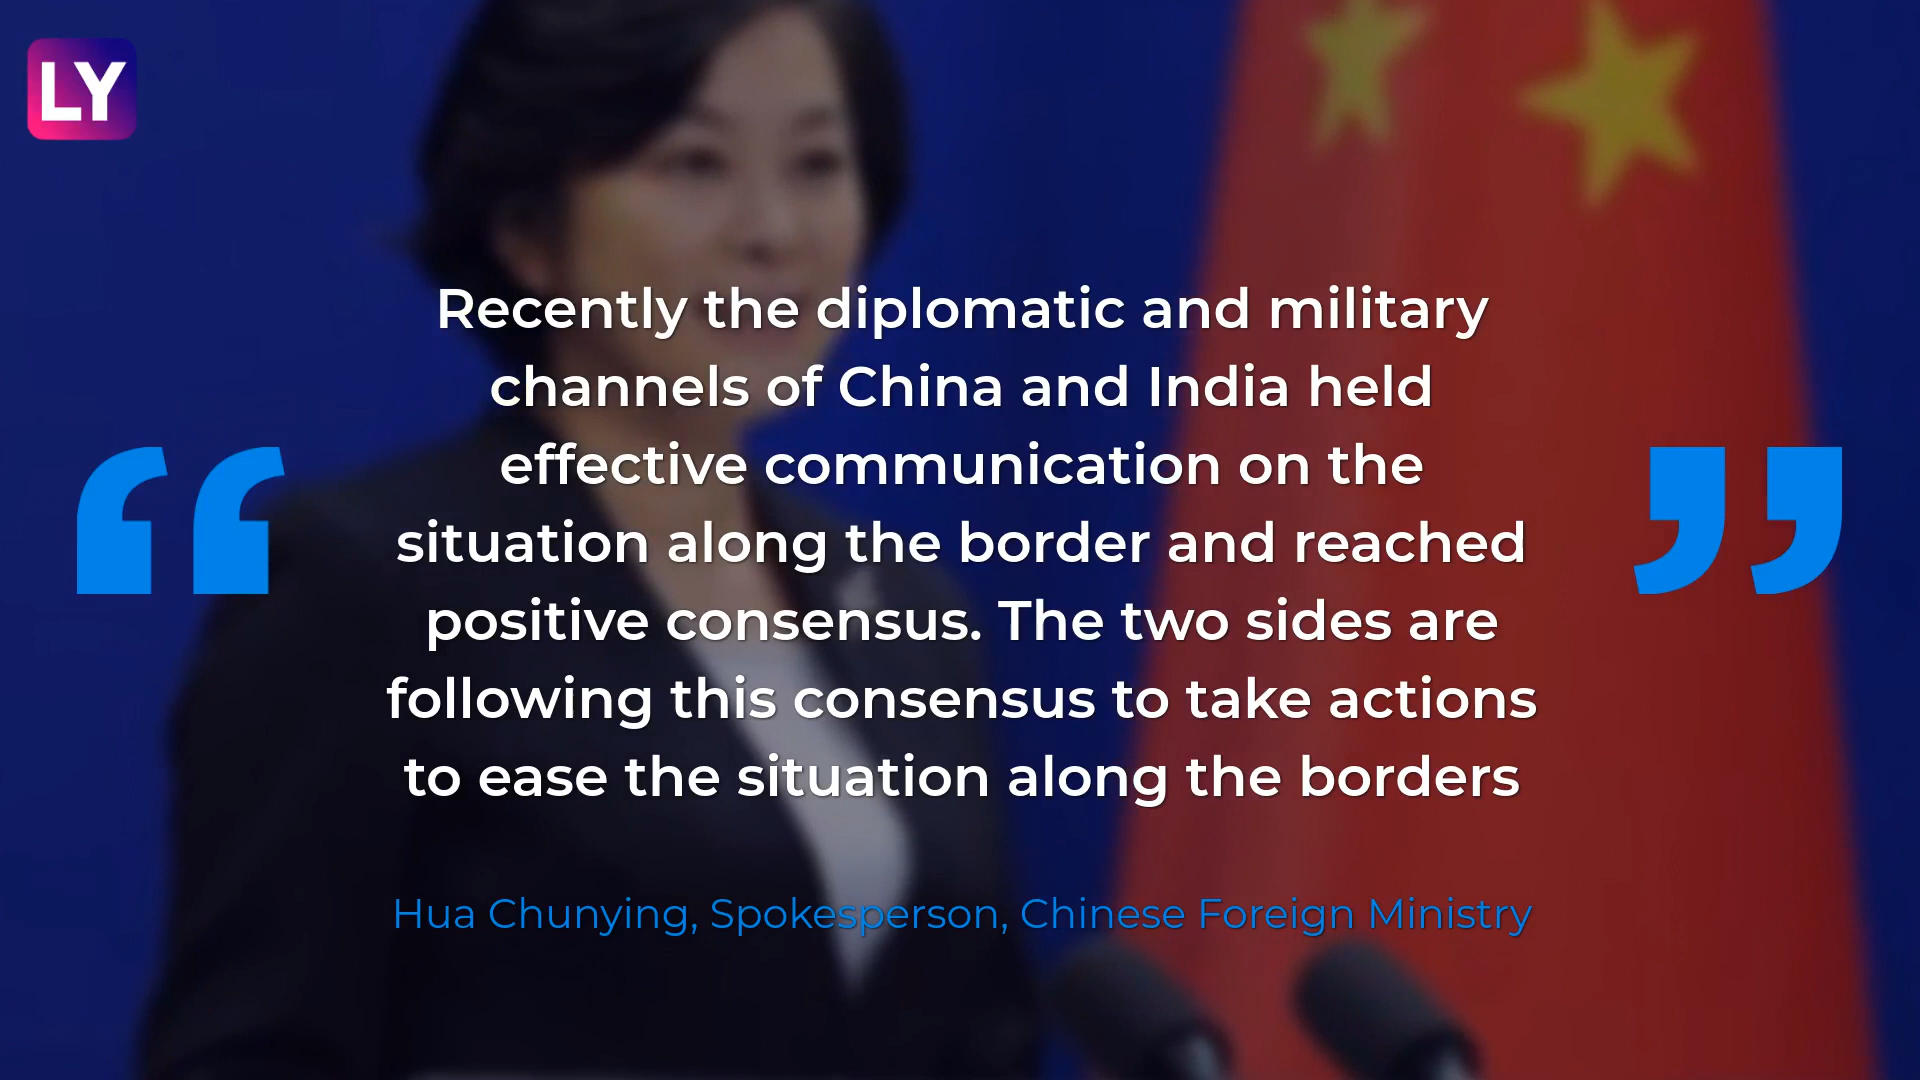 LY
Recently the diplomatic and military
channels of China and India held
effective communication on the
situation along the border and reached
positive consensus. The two sides are
following this consensus to take actions
to ease the situation along the borders
Hua Chunying, Spokesperson, Chinese Foreign Ministry